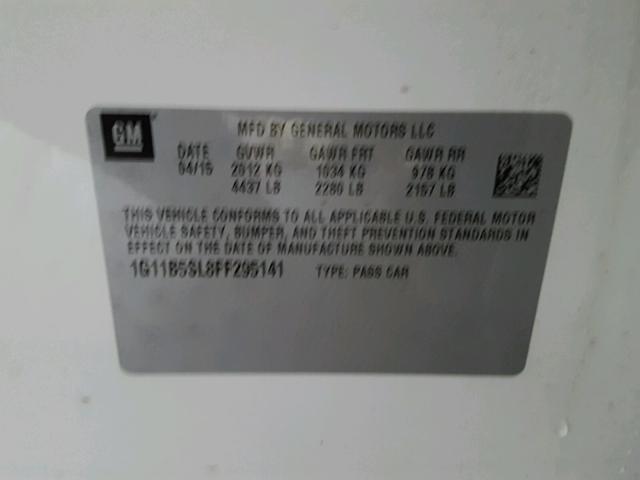 GM
MFD BY GENERAL MOTORS LLC
DATE GVWR GAWR FRT GAWR RR
04/15 2012 KG 1034 KG 978 KG
4437 LB 2280 LB 2157 LB
THIS VEHICLE CONFORMS TO ALL APPLICABLE U.S. FEDERAL MOTOR
VEHICLE SAFETY, BUMPER, AND THEFT PREVENTION STANDARDS IN
EFFECT ON THE DATE OF MANUFACTURE SHOWN ABOVE.
1G11B5SL8FF295141 TYPE: PASS CAR